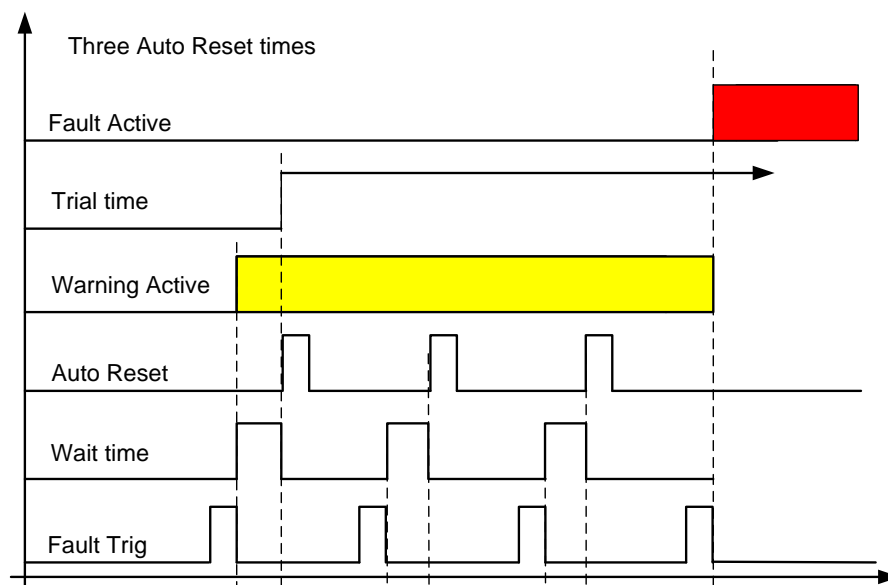 Three Auto Reset times
Fault Active
Trial time
Warning Active
Auto Reset
Wait time
Fault Trig